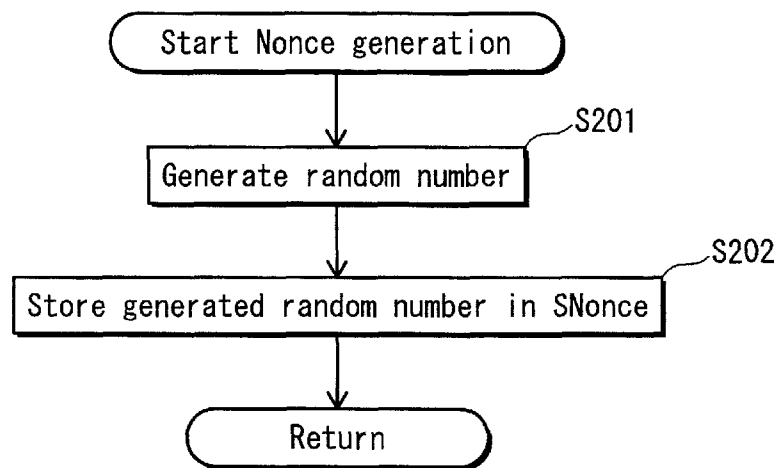 Start Nonce generation
S201
Generate random number
S202
Store generated random number in SNonce
Return